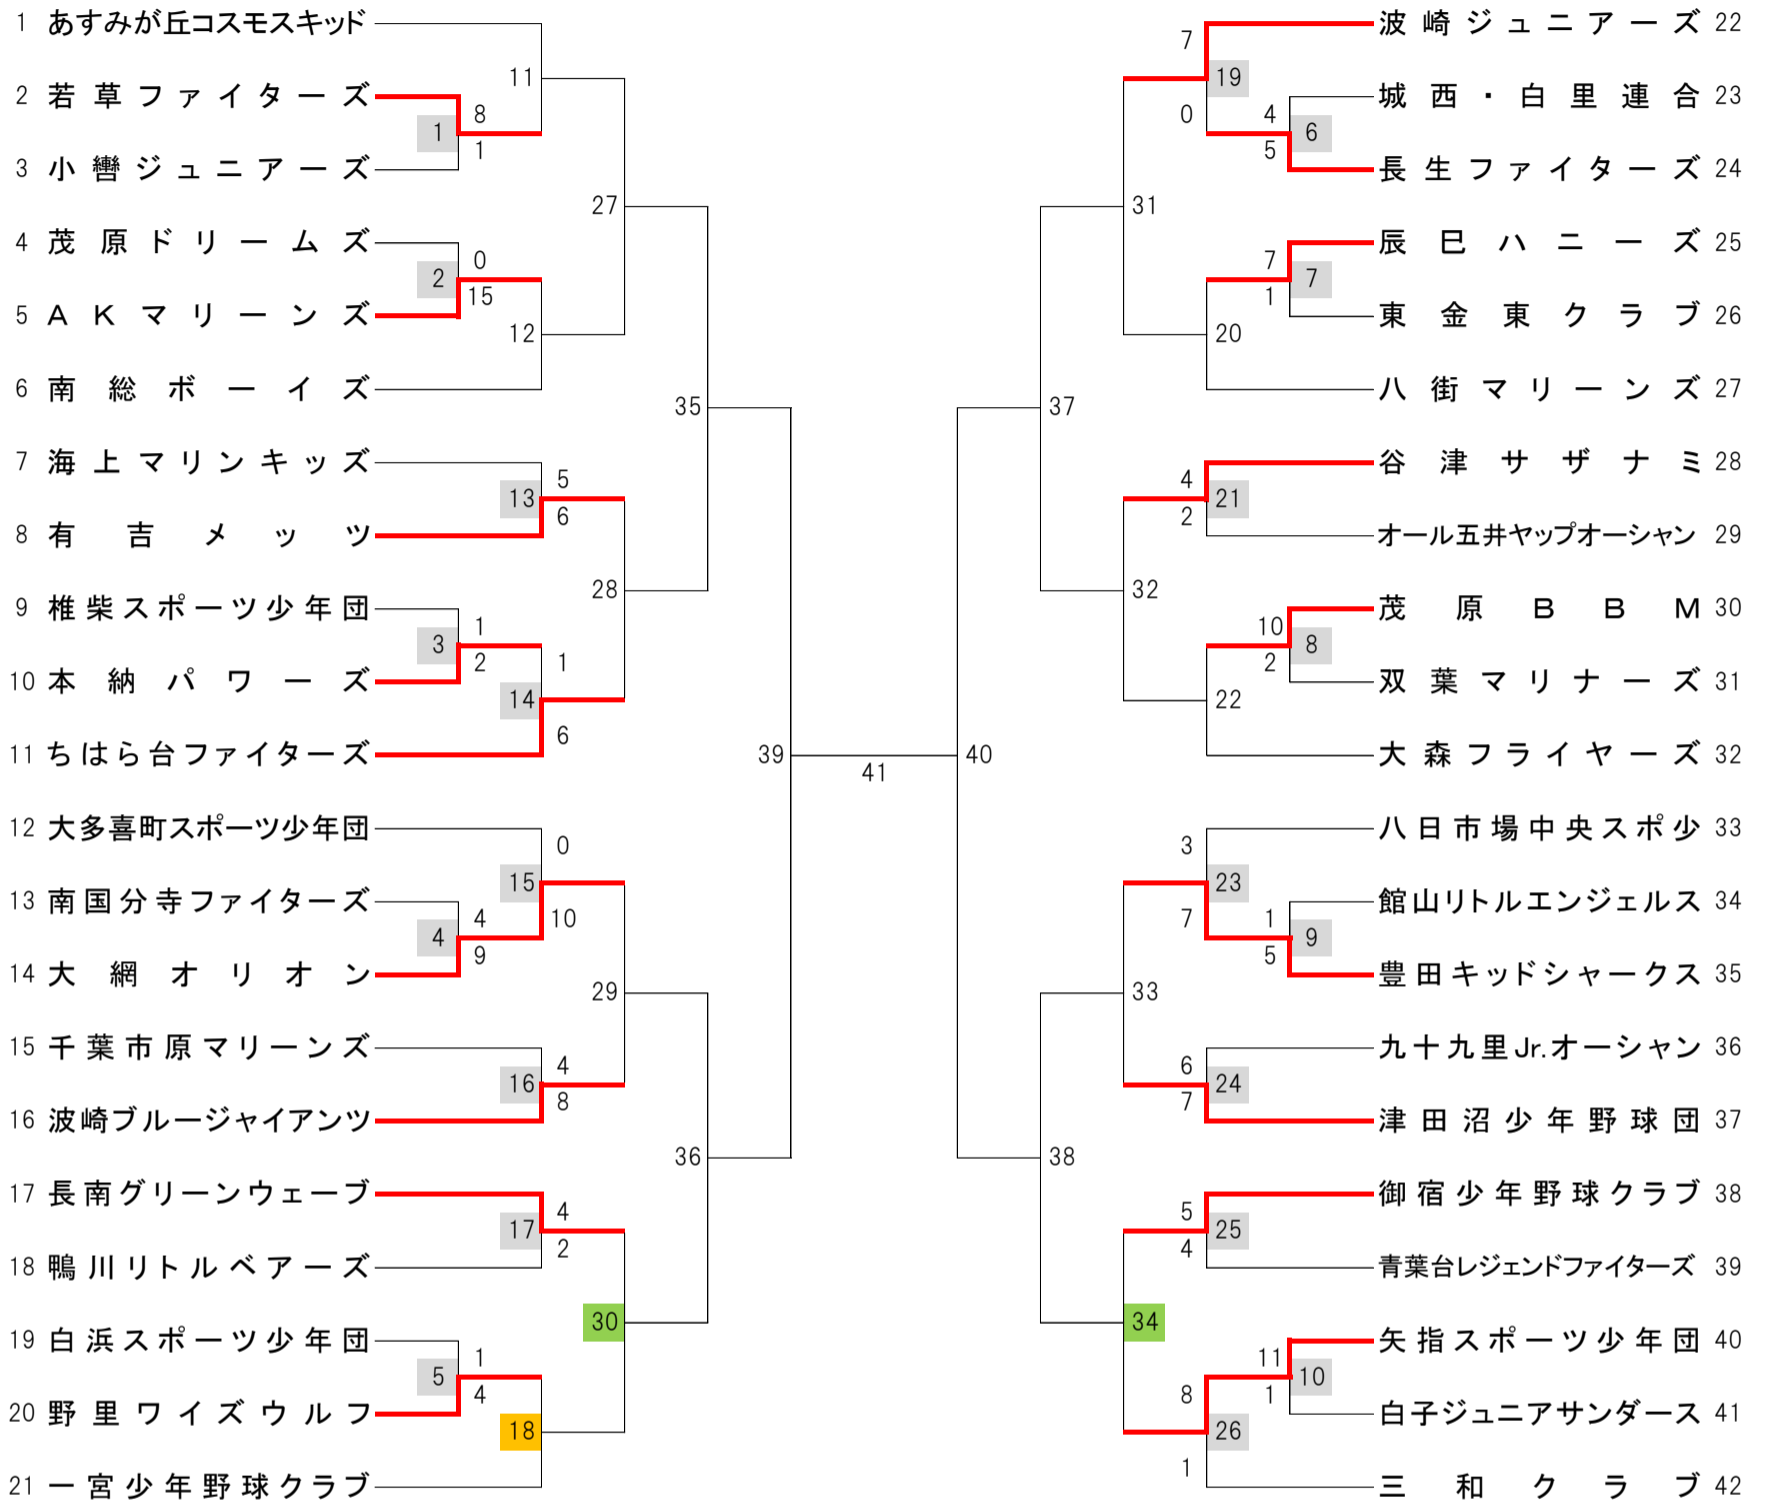 1 あすみが丘コスモスキッド
2 若草ファイターズ
3 小轡ジュニアーズ
4 茂原ドリームズ
5 AKマリーンズ
6 南総ボーイズ
7 海上マリンキッズ
8 有吉メッツ
9 椎柴スポーツ少年団
10 本納パワーズ
11 ちはら台ファイターズ
12 大多喜町スポーツ少年団
13 南国分寺ファイターズ
14 大網オリオン
15 千葉市原マリーンズ
16 波崎ブルージャイアンツ
17 長南グリーンウェーブ
18 鴨川リトルベアーズ
19 白浜スポーツ少年団
20 野里ワイズウルフ
21 一宮少年野球クラブ
1 8 1
2 0 15
3 1 2
4 4 9
5 1 4
11
12
13 5 6
14 1 6
15 0 10
16 4 8
17 4 2
18
27
28
29
30
35
36
39
41
40
37
38
31
32
33
34
19 7 0
20
21 4 2
22
23 3 7
24 6 7
25 5 4
26 8 1
6 4 5
7 7 1
8 10 2
9 1 5
10 11 1
波崎ジュニアーズ 22
城西・白里連合 23
長生ファイターズ 24
辰巳ハニーズ 25
東金東クラブ 26
八街マリーンズ 27
谷津サザナミ 28
オール五井ヤップオーシャン 29
茂原BBM 30
双葉マリナーズ 31
大森フライヤーズ 32
八日市場中央スポ少 33
館山リトルエンジェルス 34
豊田キッドシャークス 35
九十九里Jr.オーシャン 36
津田沼少年野球団 37
御宿少年野球クラブ 38
青葉台レジェンドファイターズ 39
矢指スポーツ少年団 40
白子ジュニアサンダース 41
三和クラブ 42